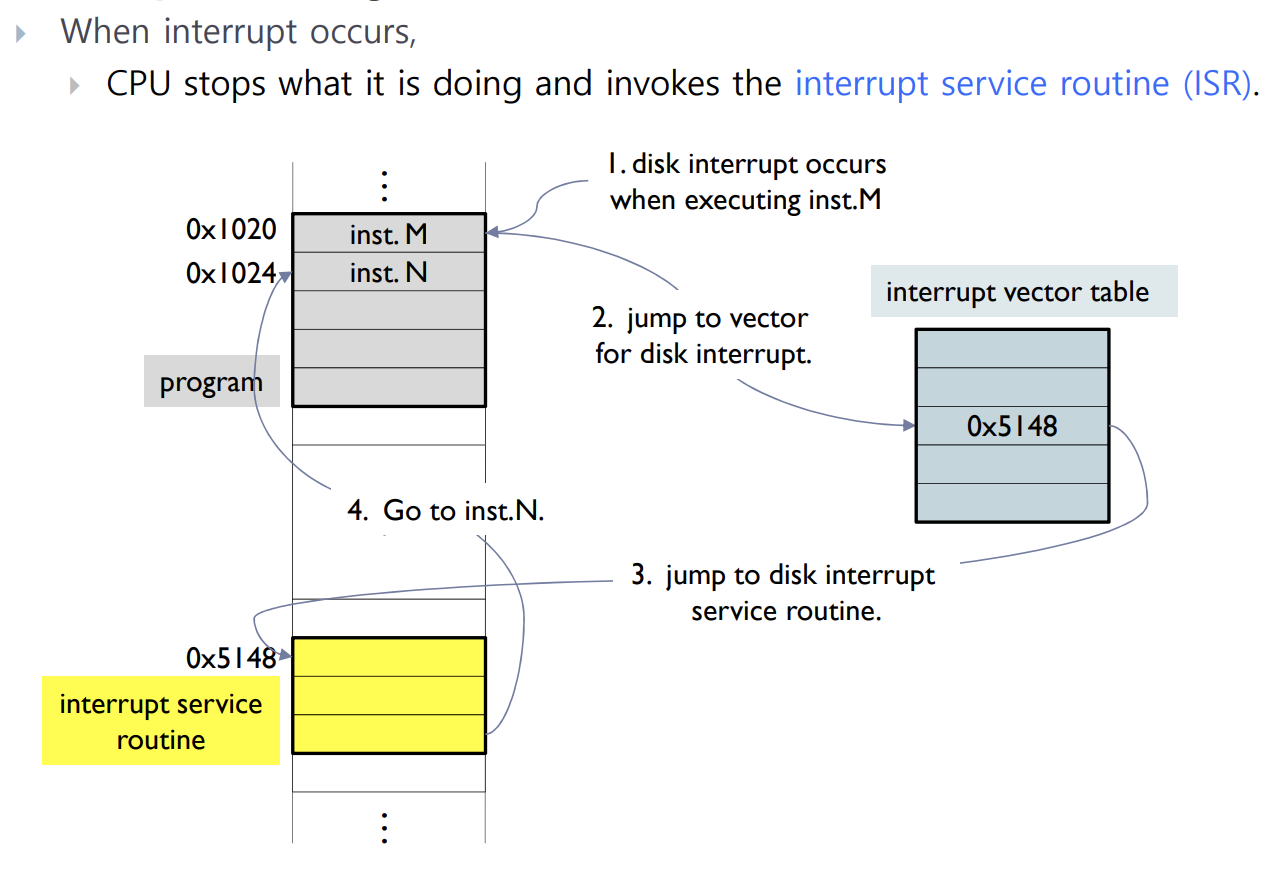 When interrupt occurs,
CPU stops what it is doing and invokes the interrupt service routine (ISR).
1. disk interrupt occurs
when executing inst.M
0x1020
inst. M
0x1024
inst. N
interrupt vector table
2. jump to vector
for disk interrupt.
program
0x5148
4. Go to inst.N.
3. jump to disk interrupt
service routine.
0x5148
interrupt service
routine